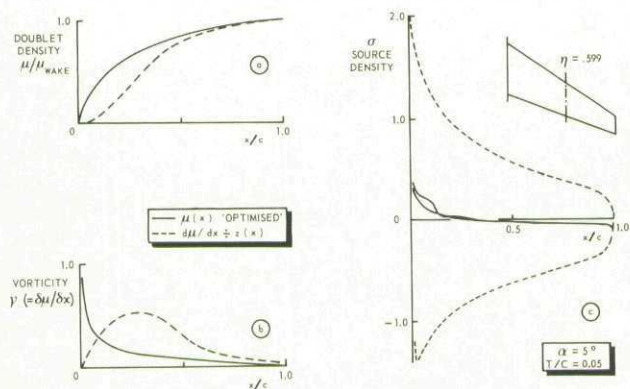 1.0
DOUBLET
DENSITY
μ/μWAKE
a
1.0
x/c
μ(x) 'OPTIMISED'
dμ/dx ÷ z(x)
1.0
VORTICITY
γ(=δμ/δx)
b
1.0
x/c
2.0
σ
SOURCE
DENSITY
η = .599
1.0
0
0.5
1.0
x/c
-1.0
c
α = 5°
T/C = 0.05